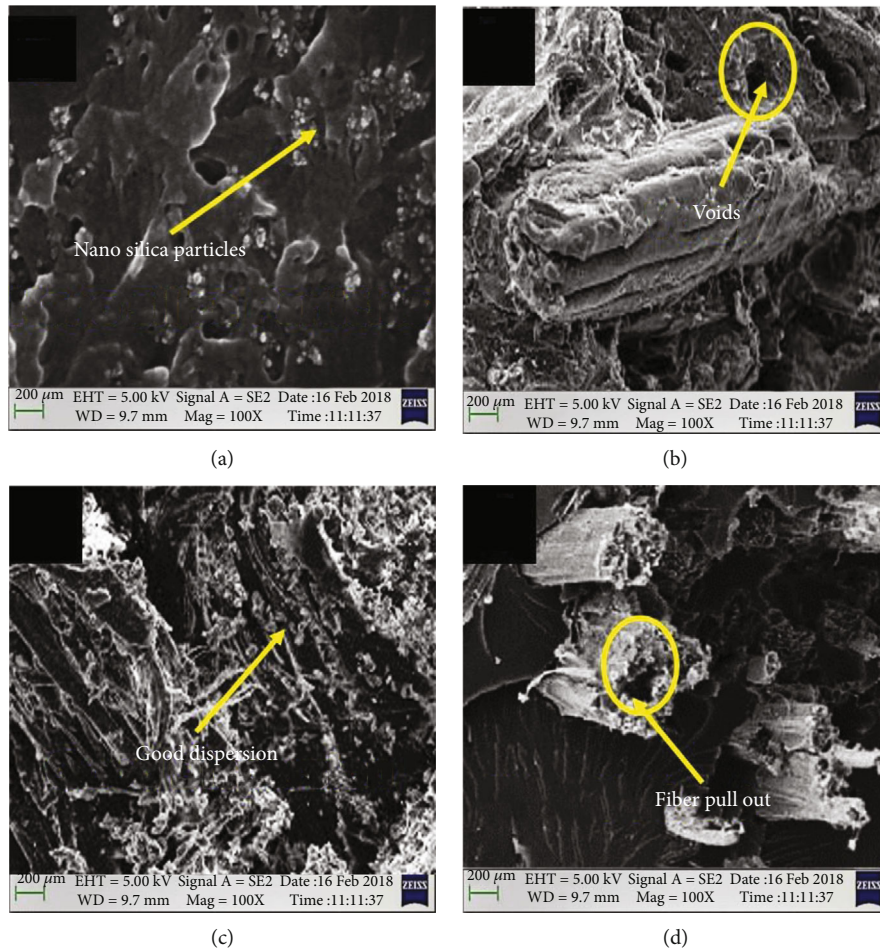 Nano silica particles
200 µm EHT = 5.00 kV Signal A = SE2 Date :16 Feb 2018
WD = 9.7 mm Mag = 100X Time :11:11:37
ZEISS
(a)
Voids
200 µm EHT = 5.00 kV Signal A = SE2 Date :16 Feb 2018
WD = 9.7 mm Mag = 100X Time :11:11:37
ZEISS
(b)
Good dispersion
200 µm EHT = 5.00 kV Signal A = SE2 Date :16 Feb 2018
WD = 9.7 mm Mag = 100X Time :11:11:37
ZEISS
(c)
Fiber pull out
200 µm EHT = 5.00 kV Signal A = SE2 Date :16 Feb 2018
WD = 9.7 mm Mag = 100X Time :11:11:37
ZEISS
(d)